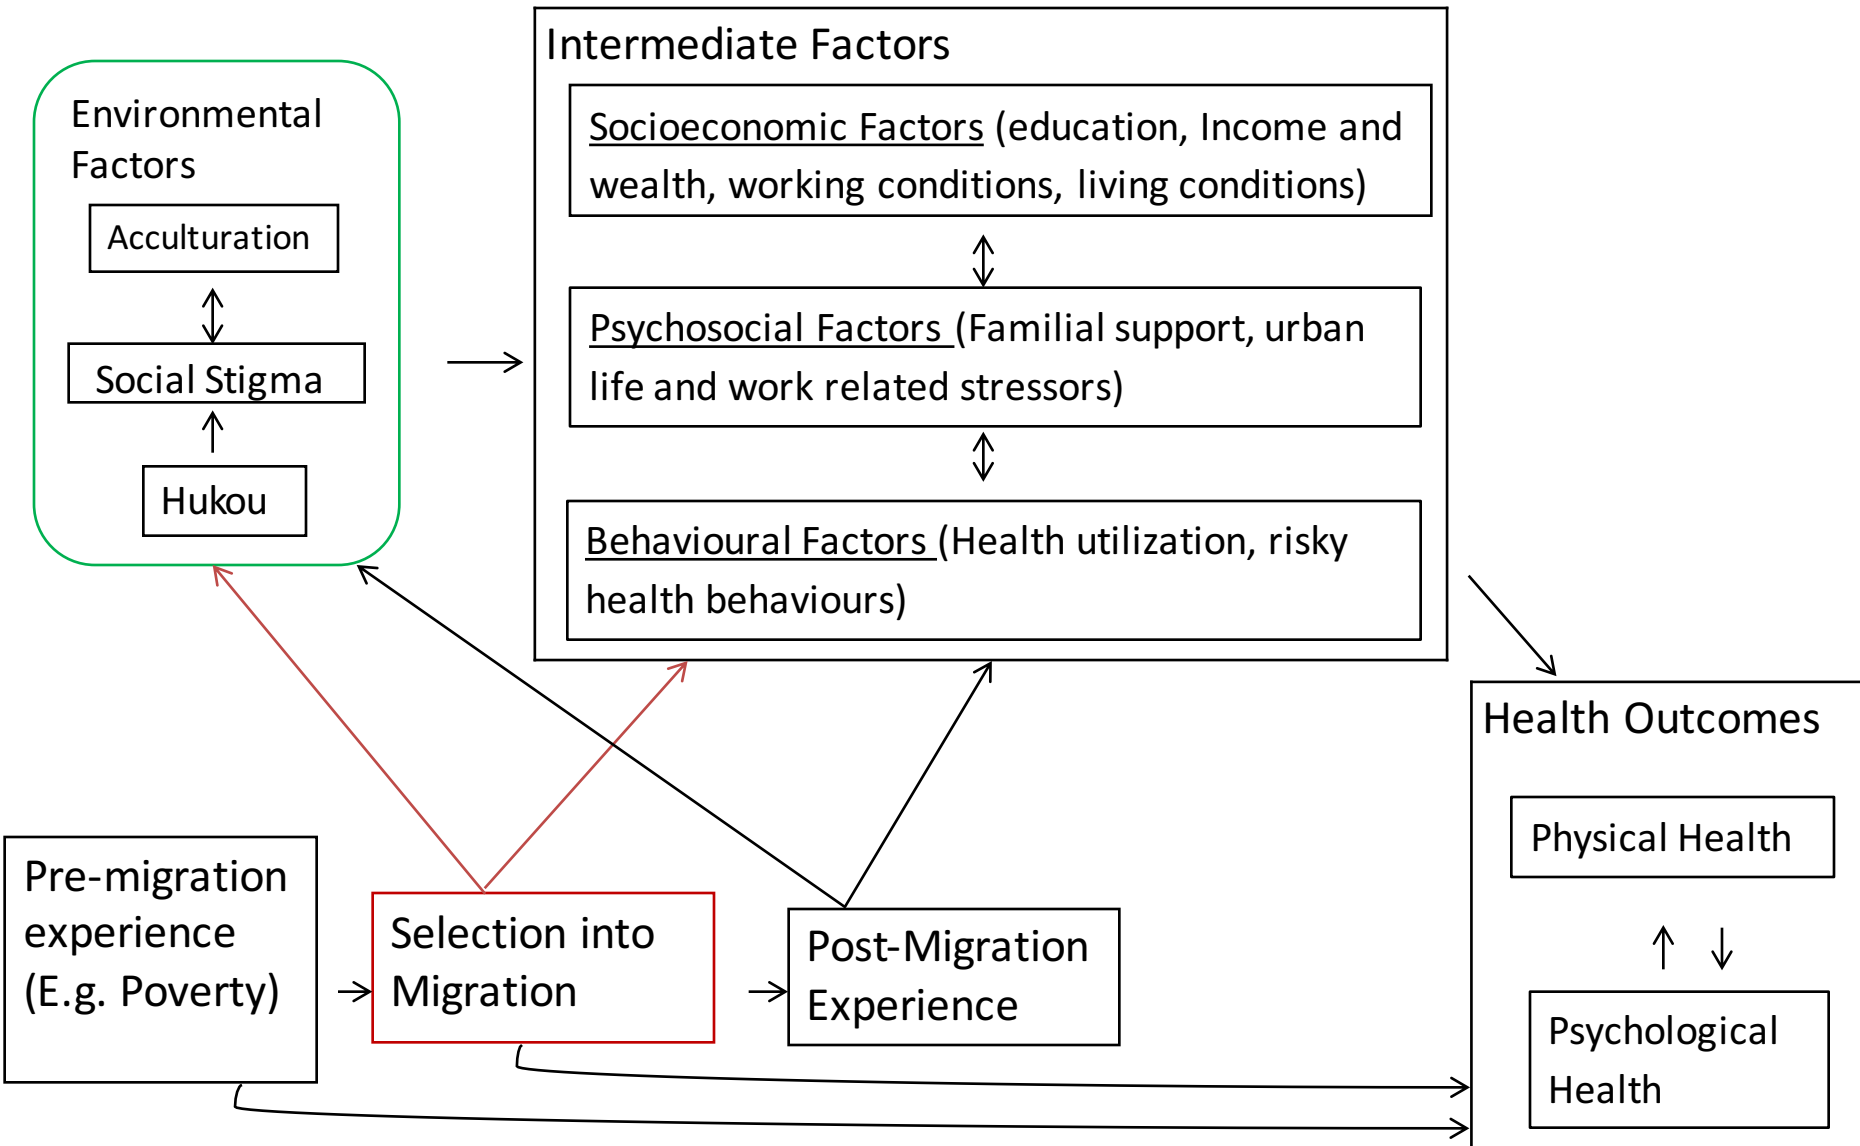 Intermediate Factors
Environmental
Factors
Acculturation
Social Stigma
Hukou
Socioeconomic Factors (education, Income and
wealth, working conditions, living conditions)
Psychosocial Factors (Familial support, urban
life and work related stressors)
Behavioural Factors (Health utilization, risky
health behaviours)
Health Outcomes
Physical Health
Psychological
Health
Pre-migration
experience
(E.g. Poverty)
Selection into
Migration
Post-Migration
Experience